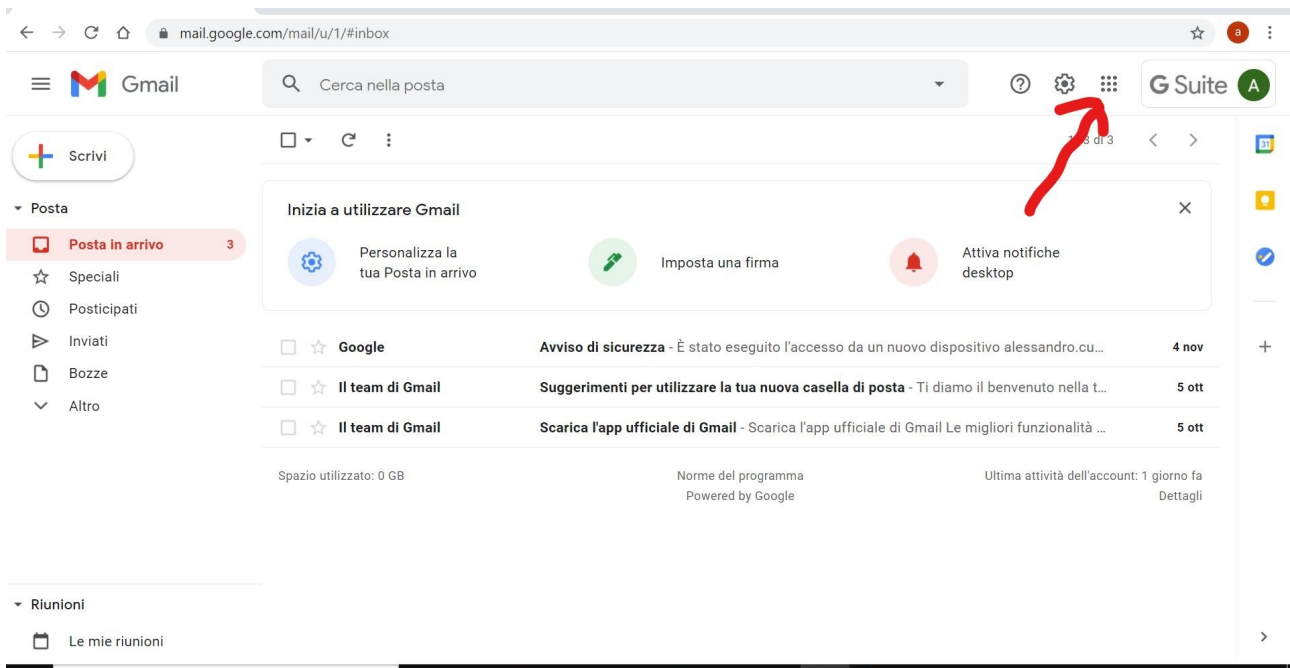 mail.google.com/mail/u/1/#inbox
a
Gmail
Cerca nella posta
G Suite
A
Scrivi
di 3
31
Posta
Inizia a utilizzare Gmail
Posta in arrivo 3
Personalizza la
tua Posta in arrivo
Imposta una firma
Attiva notifiche
desktop
Speciali
Posticipati
Inviati
Google Avviso di sicurezza - È stato eseguito l'accesso da un nuovo dispositivo alessandro.cu... 4 nov
Bozze
Il team di Gmail Suggerimenti per utilizzare la tua nuova casella di posta - Ti diamo il benvenuto nella t... 5 ott
Altro
Il team di Gmail Scarica l'app ufficiale di Gmail - Scarica l'app ufficiale di Gmail Le migliori funzionalità ... 5 ott
Spazio utilizzato: 0 GB
Norme del programma
Powered by Google
Ultima attività dell'account: 1 giorno fa
Dettagli
Riunioni
Le mie riunioni